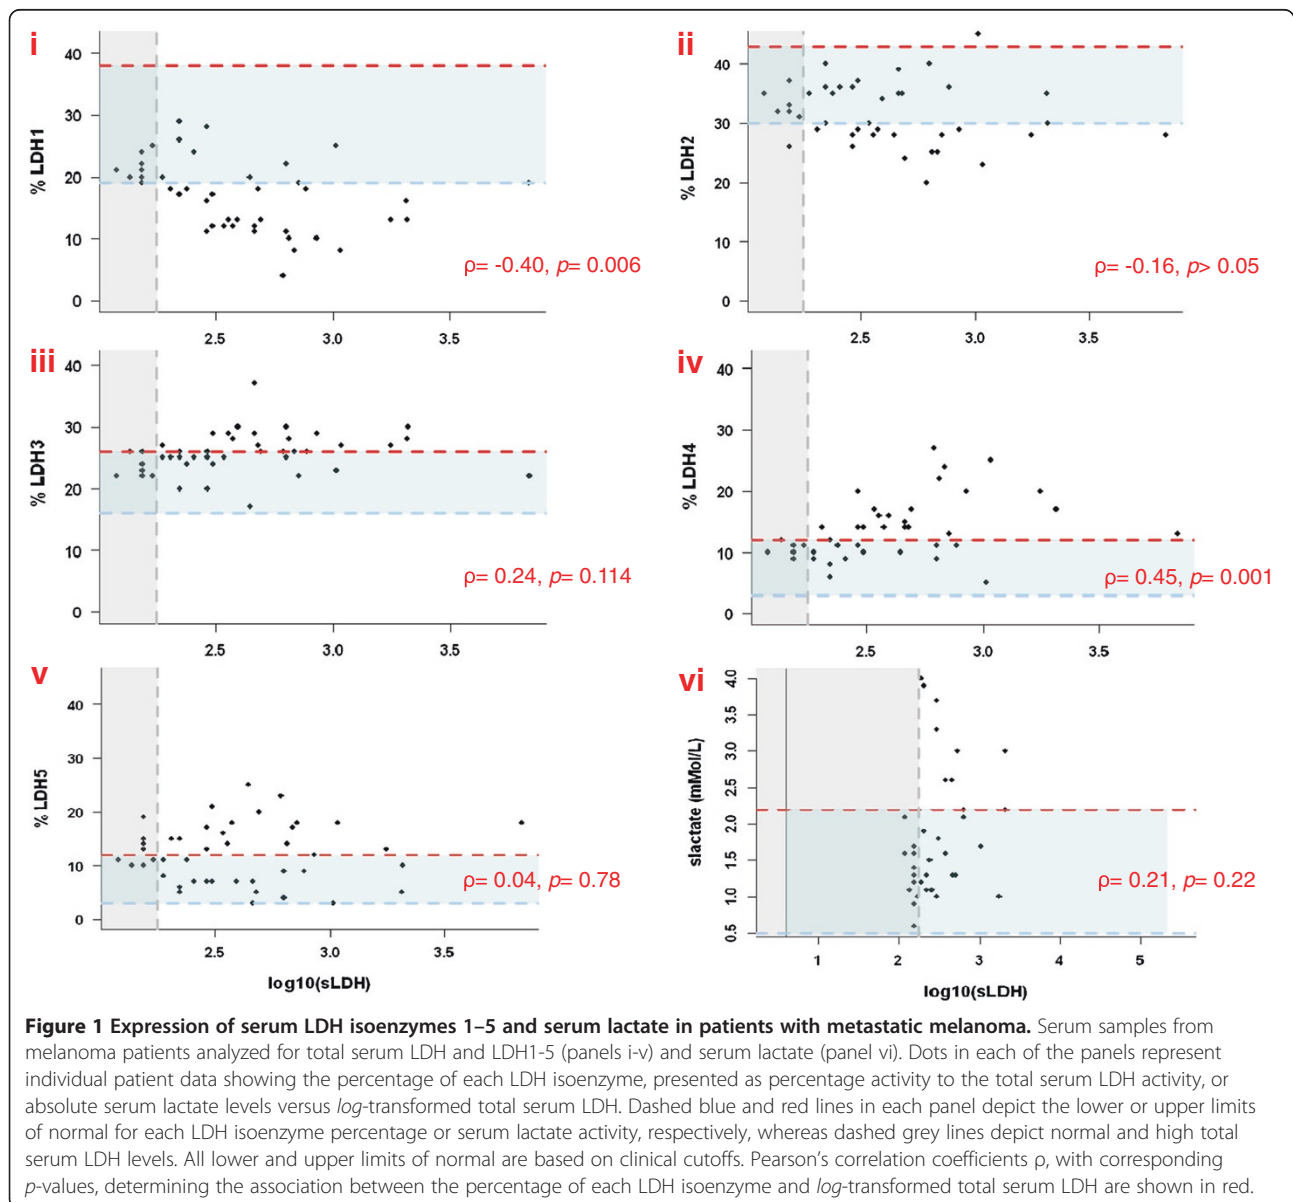 i
40
30
20
10
0
% LDH1
ρ= -0.40, p= 0.006
2.5 3.0 3.5
ii
40
30
20
10
0
% LDH2
ρ= -0.16, p> 0.05
2.5 3.0 3.5
iii
40
30
20
10
0
% LDH3
ρ= 0.24, p= 0.114
2.5 3.0 3.5
iv
40
30
20
10
0
% LDH4
ρ= 0.45, p= 0.001
2.5 3.0 3.5
v
40
30
20
10
0
% LDH5
ρ= 0.04, p= 0.78
2.5 3.0 3.5
log10(sLDH)
vi
4.0
3.5
3.0
2.5
2.0
1.5
1.0
0.5
slactate (mMol/L)
ρ= 0.21, p= 0.22
1 2 3 4 5
log10(sLDH)
Figure 1 Expression of serum LDH isoenzymes 1–5 and serum lactate in patients with metastatic melanoma. Serum samples from
melanoma patients analyzed for total serum LDH and LDH1-5 (panels i-v) and serum lactate (panel vi). Dots in each of the panels represent
individual patient data showing the percentage of each LDH isoenzyme, presented as percentage activity to the total serum LDH activity, or
absolute serum lactate levels versus log-transformed total serum LDH. Dashed blue and red lines in each panel depict the lower or upper limits
of normal for each LDH isoenzyme percentage or serum lactate activity, respectively, whereas dashed grey lines depict normal and high total
serum LDH levels. All lower and upper limits of normal are based on clinical cutoffs. Pearson's correlation coefficients ρ, with corresponding
p-values, determining the association between the percentage of each LDH isoenzyme and log-transformed total serum LDH are shown in red.